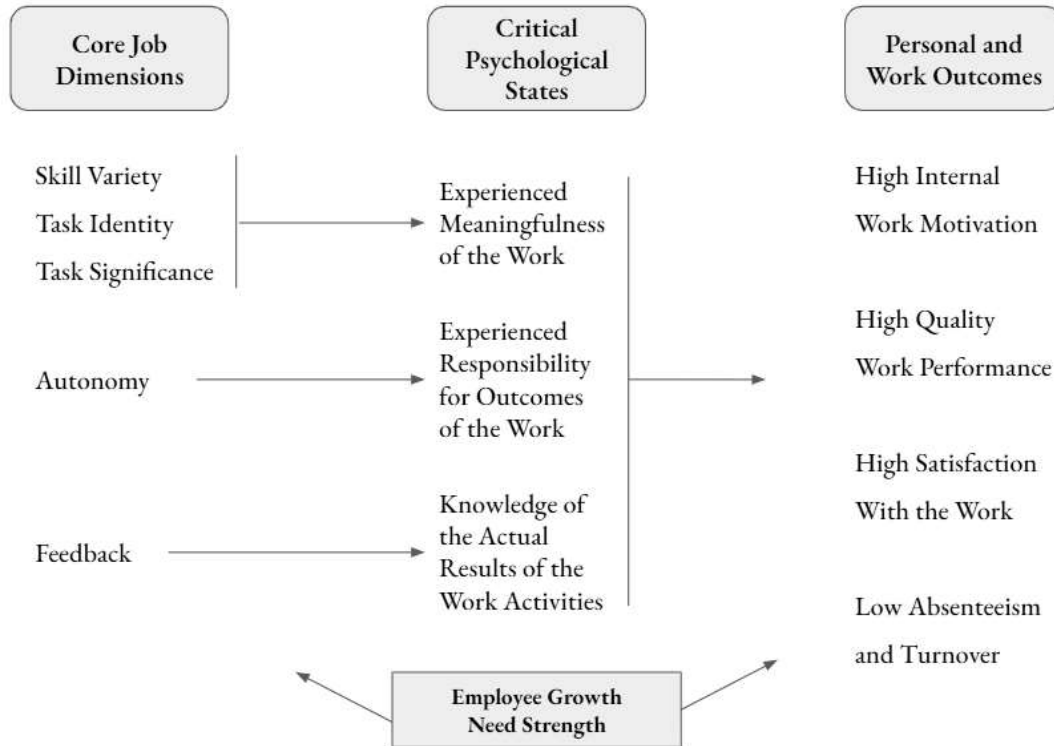 Core Job
Dimensions
Critical
Psychological
States
Personal and
Work Outcomes
Skill Variety
Task Identity
Task Significance
Experienced
Meaningfulness
of the Work
High Internal
Work Motivation
Autonomy
Experienced
Responsibility
for Outcomes
of the Work
High Quality
Work Performance
Feedback
Knowledge of
the Actual
Results of the
Work Activities
High Satisfaction
With the Work
Low Absenteeism
and Turnover
Employee Growth
Need Strength